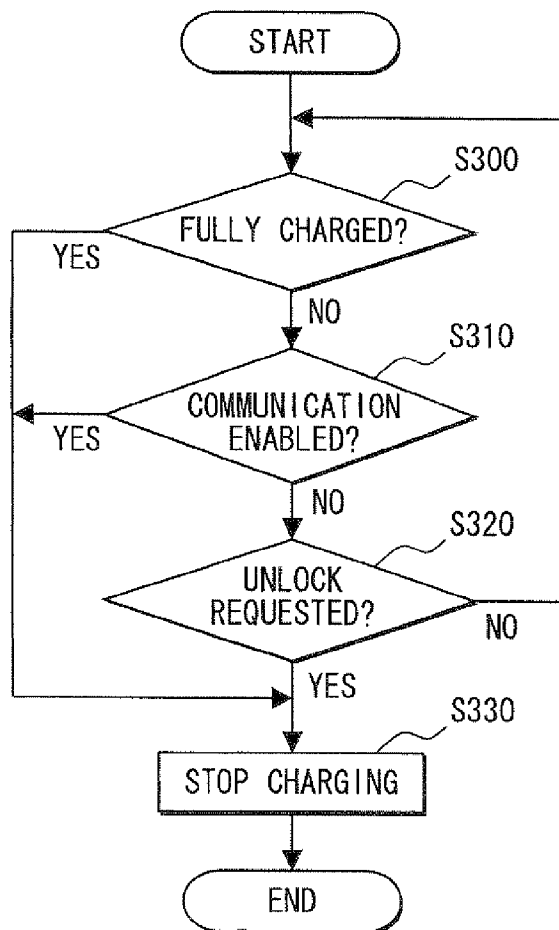 START
S300
FULLY CHARGED?
YES
NO
S310
COMMUNICATION
ENABLED?
YES
NO
S320
UNLOCK
REQUESTED?
NO
YES
S330
STOP CHARGING
END